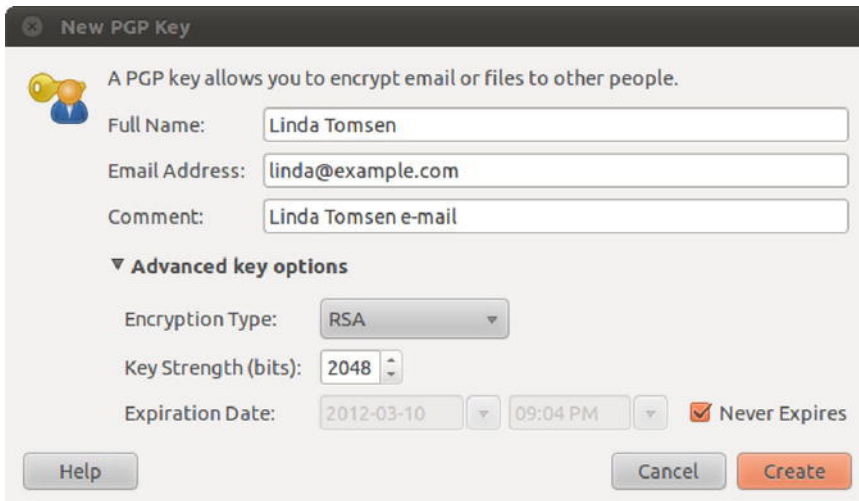 New PGP Key
A PGP key allows you to encrypt email or files to other people.
Full Name: Linda Tomsen
Email Address: linda@example.com
Comment: Linda Tomsen e-mail
Advanced key options
Encryption Type: RSA
Key Strength (bits): 2048
Expiration Date: 2012-03-10 09:04 PM Never Expires
Help Cancel Create